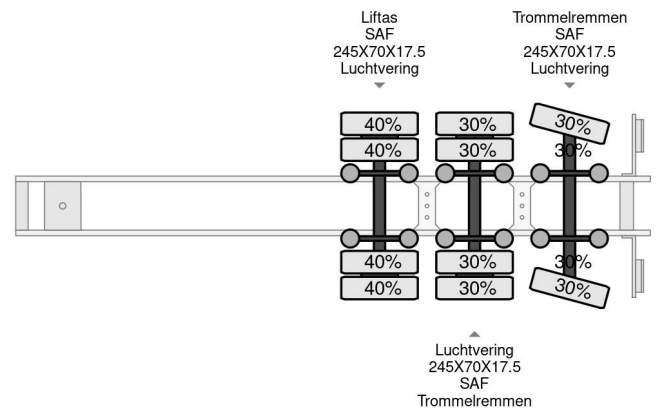 Liftas
SAF
245X70X17.5
Luchtvering
Trommelremmen
SAF
245X70X17.5
Luchtvering
40%
30%
30%
40%
30%
30%
40%
30%
30%
40%
30%
30%
Luchtvering
245X70X17.5
SAF
Trommelremmen